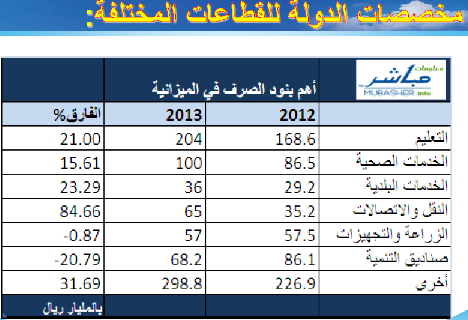 مخصصات الدولة للقطاعات المختلفة:
معلومات مباشر أهم بنود الصرف في الميزانية
MUBASHER.info
2012 2013 الفارق%
التعليم 168.6 204 21.00
الخدمات الصحية 86.5 100 15.61
الخدمات البلدية 29.2 36 23.29
النقل والاتصالات 35.2 65 84.66
الزراعة والتجهيزات 57.5 57 -0.87
صناديق التنمية 86.1 68.2 -20.79
أخرى 226.9 298.8 31.69
بالمليار ريال